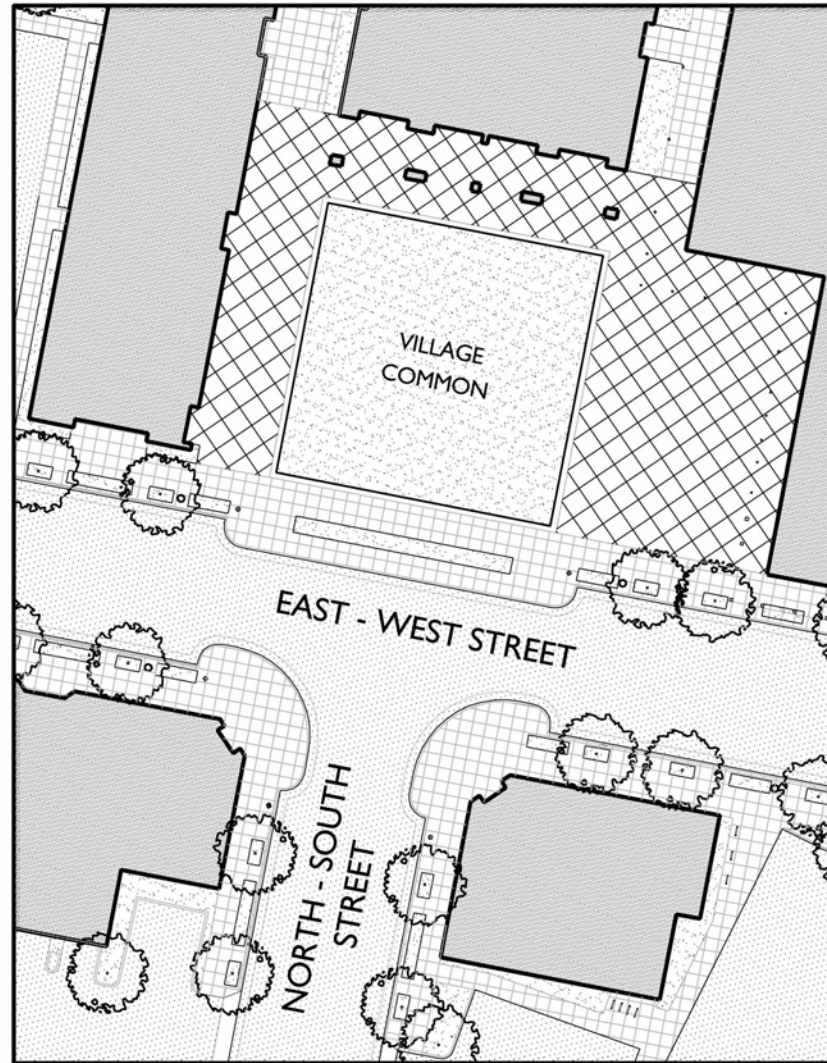 VILLAGE
COMMON
EAST - WEST STREET
NORTH - SOUTH
STREET